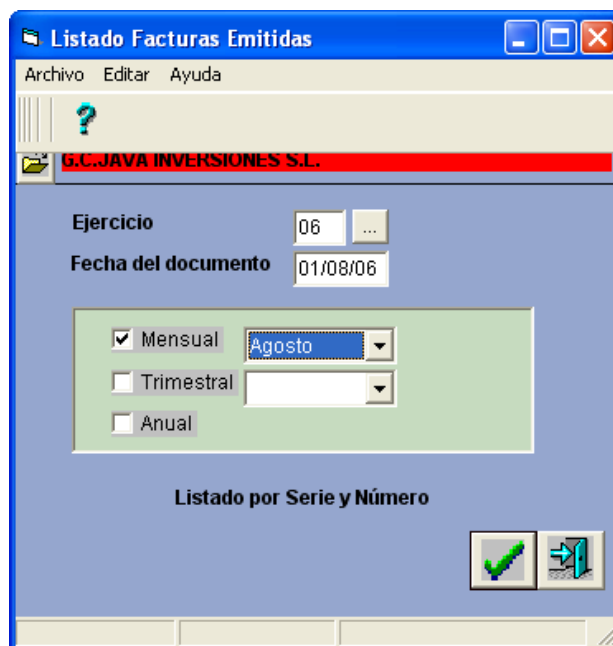 Listado Facturas Emitidas
Archivo Editar Ayuda
G.C.JAVA INVERSIONES S.L.
Ejercicio 06 ...
Fecha del documento 01/08/06
Mensual Agosto
Trimestral
Anual
Listado por Serie y Número